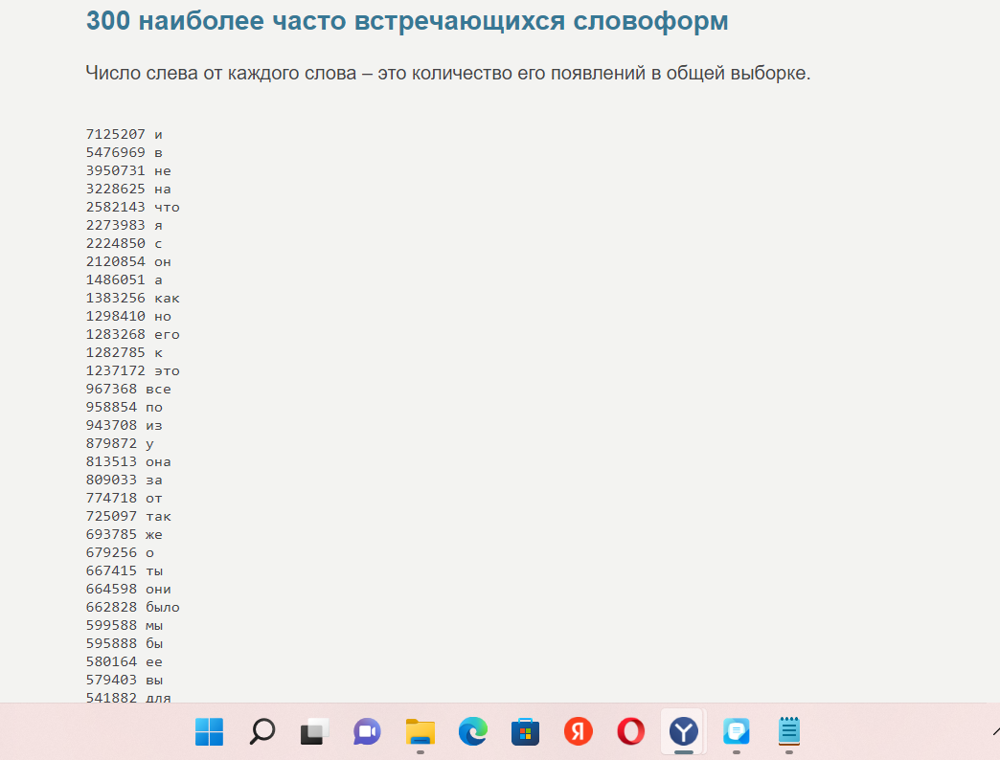 300 наиболее часто встречающихся словоформ
Число слева от каждого слова – это количество его появлений в общей выборке.
7125207 и
5476969 в
3950731 не
3228625 на
2582143 что
2273983 я
2224850 с
2120854 он
1486051 а
1383256 как
1298410 но
1283268 его
1282785 к
1237172 это
967368 все
958854 по
943708 из
879872 у
813513 она
809033 за
774718 от
725097 так
693785 же
679256 о
667415 ты
664598 они
662828 было
599588 мы
595888 бы
580164 ее
579403 вы
541882 для